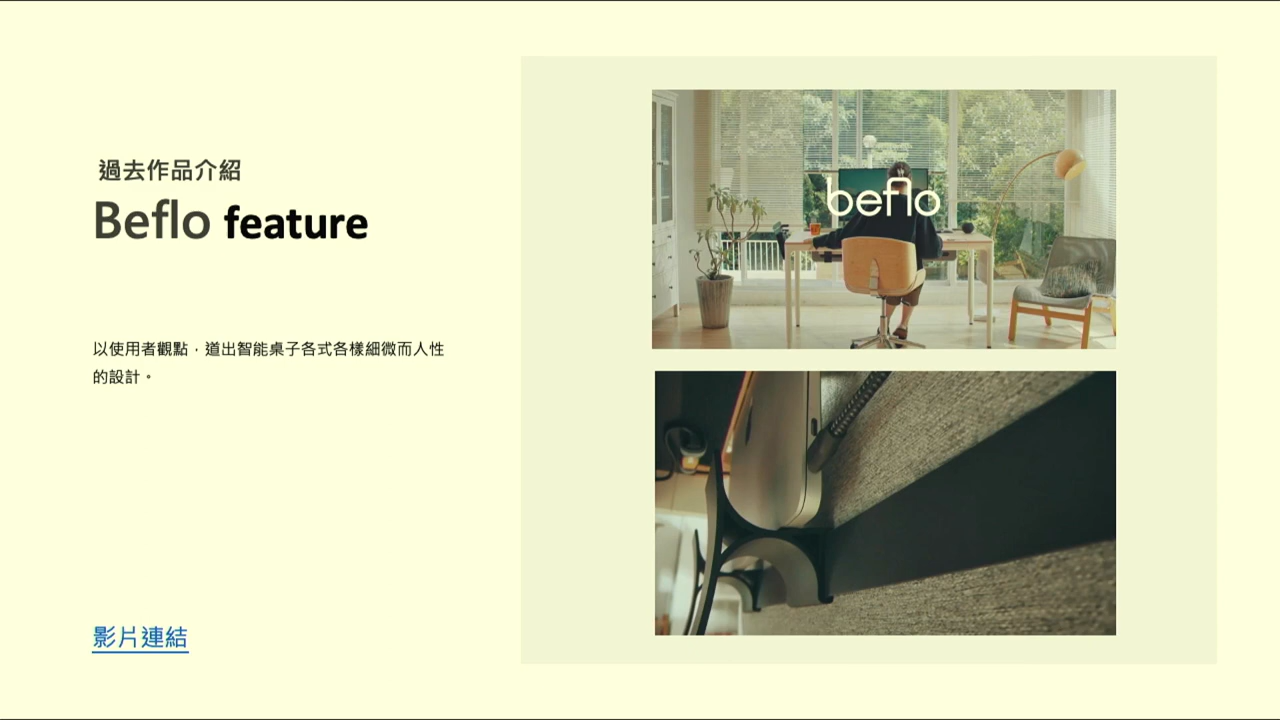 過去作品介紹
Beflo feature
以使用者觀點，道出智能桌子各式各樣細微而人性
的設計。
影片連結
beflo